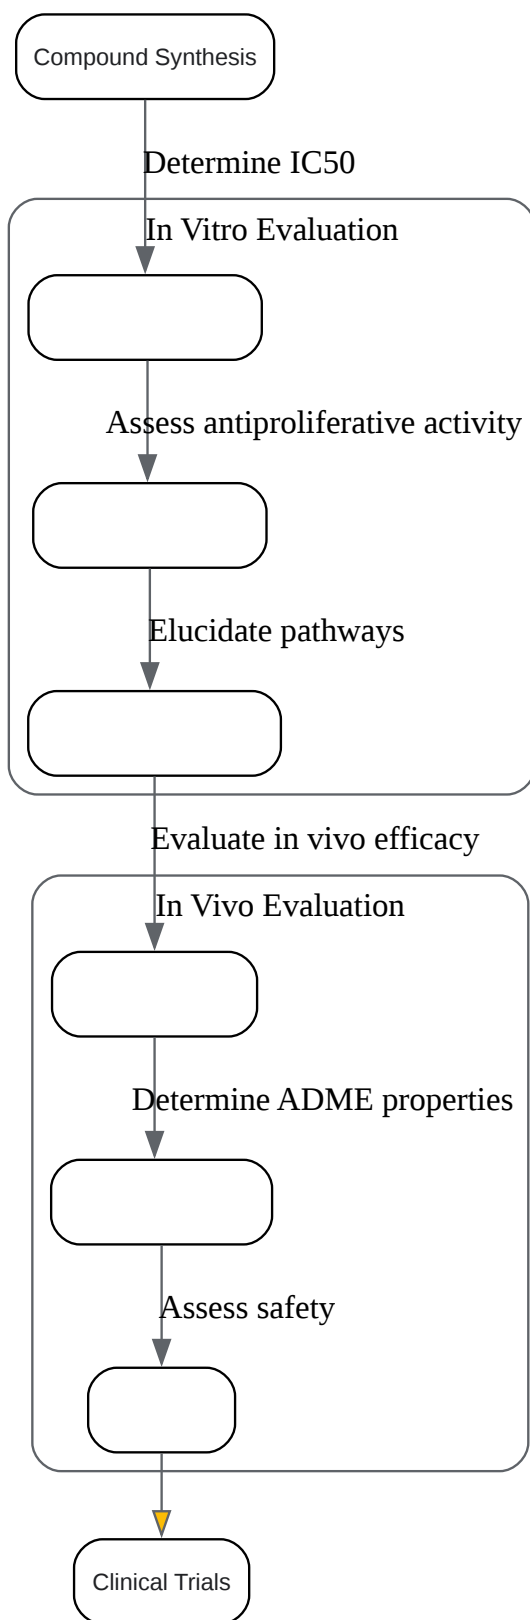 Compound Synthesis
Determine IC50
In Vitro Evaluation
Assess antiproliferative activity
Elucidate pathways
Evaluate in vivo efficacy
In Vivo Evaluation
Determine ADME properties
Assess safety
Clinical Trials